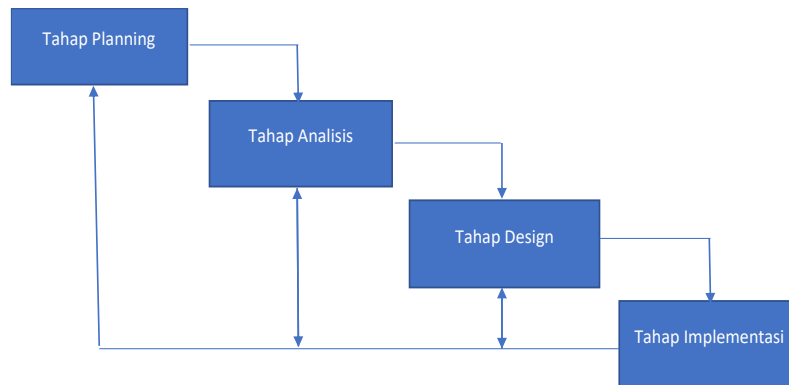 Tahap Planning
Tahap Analisis
Tahap Design
Tahap Implementasi